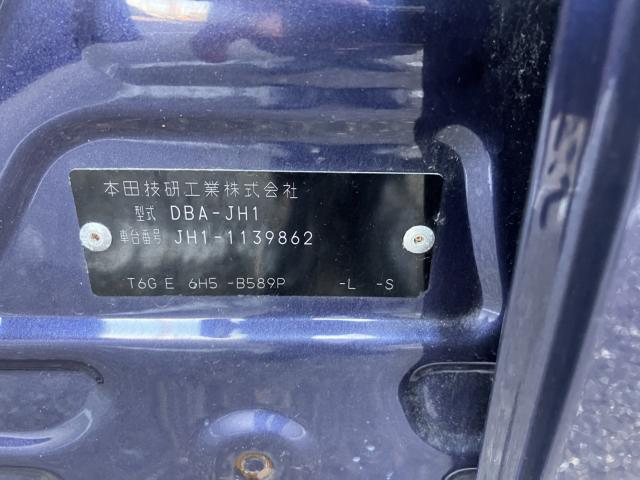 本田技研工業株式会社
型式 DBA-JH1
車台番号 JH1-1139862
T6G E 6H5 -B589P -L -S